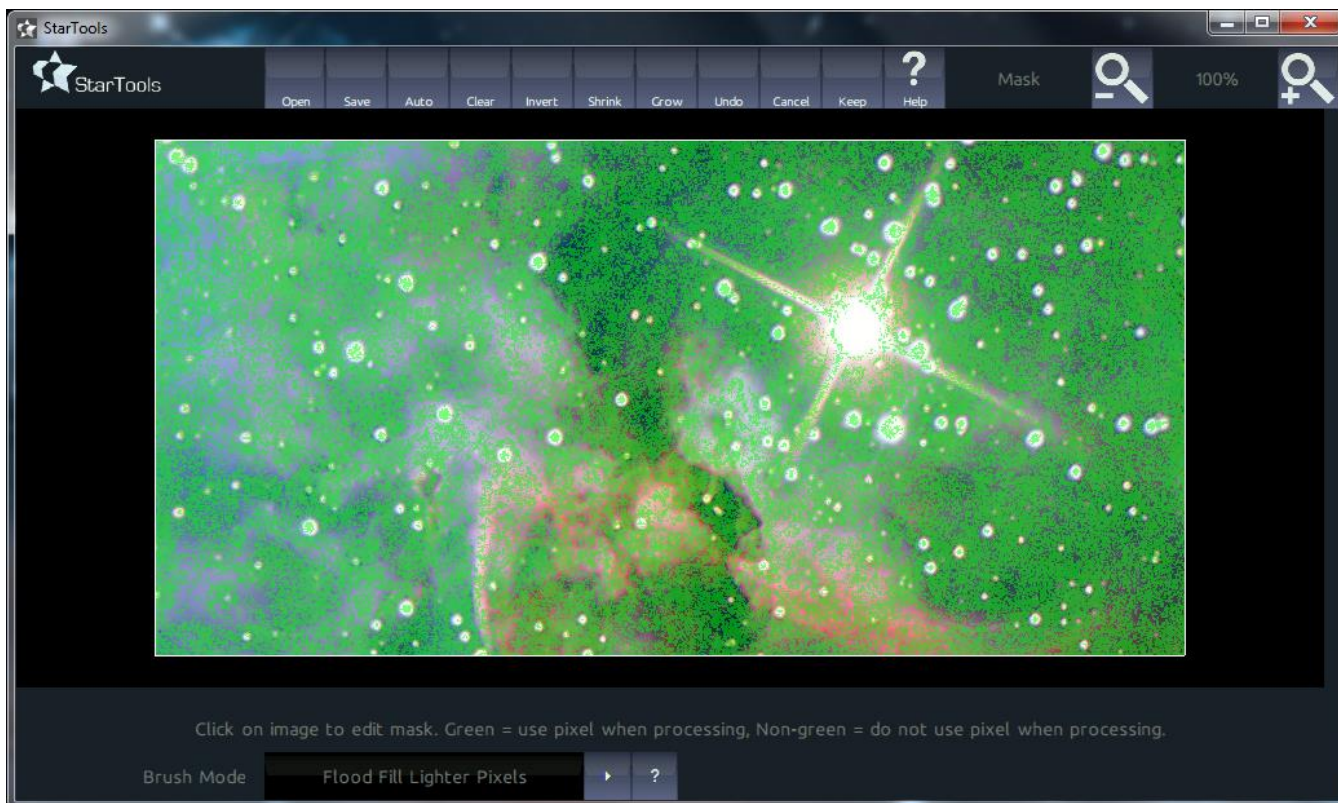 StarTools
StarTools
Open Save Auto Clear Invert Shrink Grow Undo Cancel Keep ? Help Mask 100%
Click on image to edit mask. Green = use pixel when processing, Non-green = do not use pixel when processing.
Brush Mode Flood Fill Lighter Pixels ?